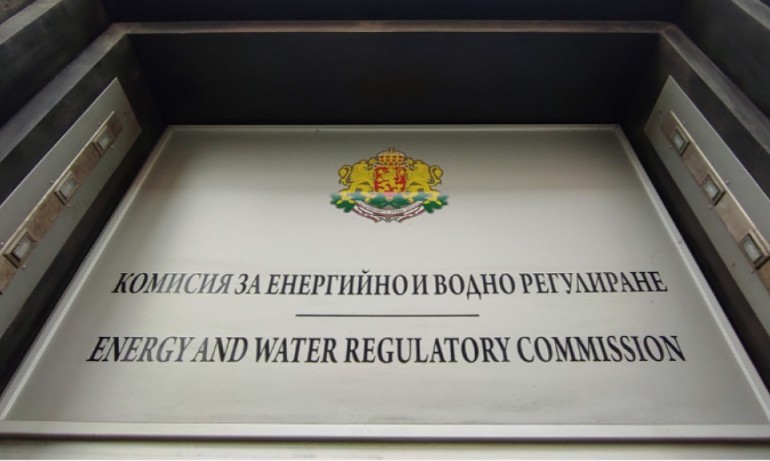 КОМИСИЯ ЗА ЕНЕРГИЙНО И ВОДНО РЕГУЛИРАНЕ
ENERGY AND WATER REGULATORY COMMISSION